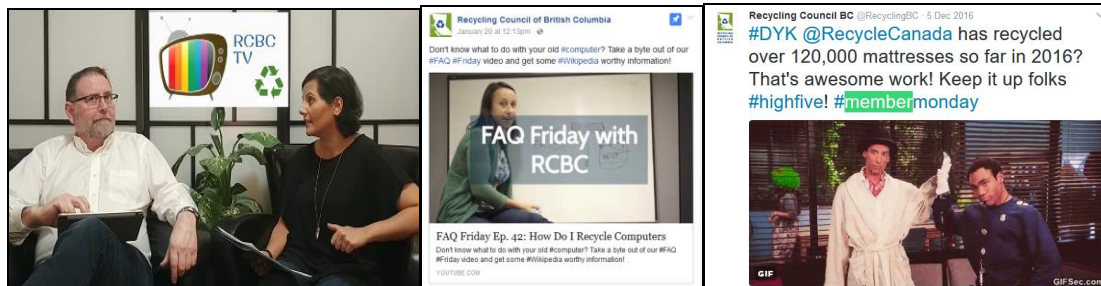 RCBC
TV
Recycling Council of British Columbia
January 20 at 12:13pm ·
Don't know what to do with your old #computer? Take a byte out of our
#FAQ #Friday video and get some #Wikipedia worthy information!
FAQ Friday with
RCBC
FAQ Friday Ep. 42: How Do I Recycle Computers
Don't know what to do with your old #computer? Take a byte out of our #FAQ
#Friday video and get some #Wikipedia worthy information!
YOUTUBE.COM
Recycling Council BC @RecyclingBC · 5 Dec 2016
#DYK @RecycleCanada has recycled
over 120,000 mattresses so far in 2016?
That's awesome work! Keep it up folks
#highfive! #membermonday
GIF
GIFSec.com